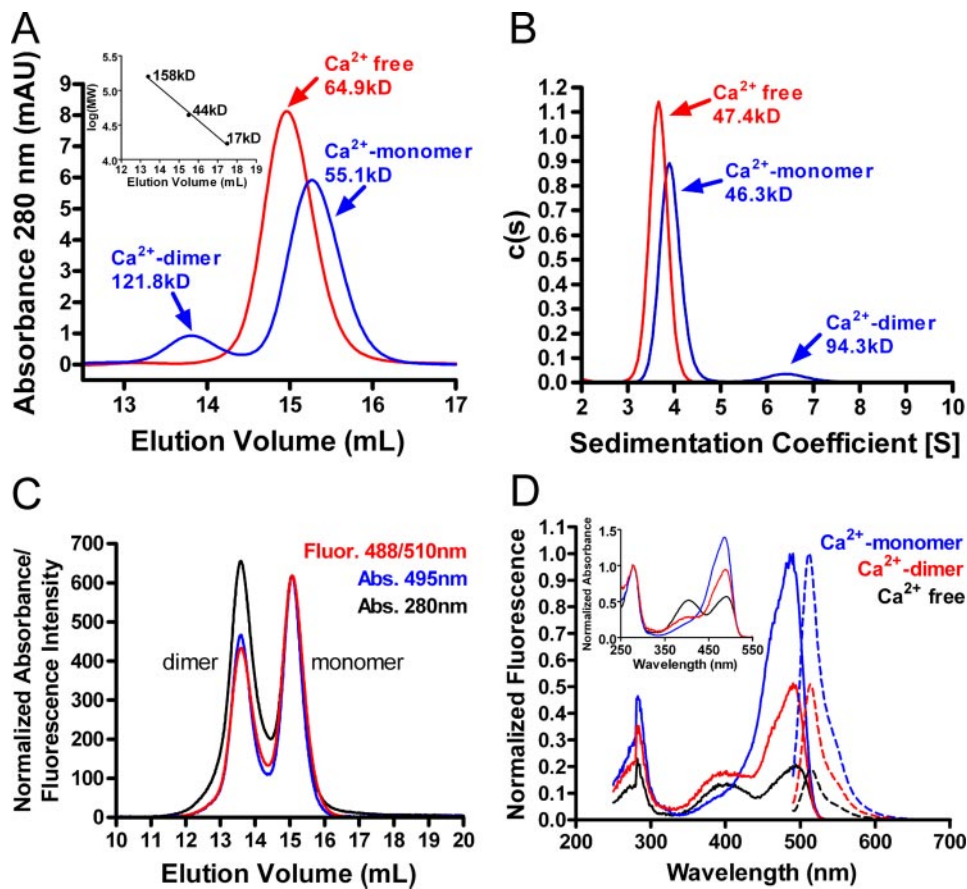 A
Absorbance 280 nm (mAU)
9
8
7
6
5
4
3
2
1
0
13
14
15
16
17
Elution Volume (mL)
log(MW)
5.5
5.0
4.5
4.0
158kD
44kD
17kD
12 13 14 15 16 17 18 19
Elution Volume (mL)
Ca²⁺ free
64.9kD
Ca²⁺-monomer
55.1kD
Ca²⁺-dimer
121.8kD
B
c(s)
1.2
1.1
1.0
0.9
0.8
0.7
0.6
0.5
0.4
0.3
0.2
0.1
0.0
2 3 4 5 6 7 8 9 10
Sedimentation Coefficient [S]
Ca²⁺ free
47.4kD
Ca²⁺-monomer
46.3kD
Ca²⁺-dimer
94.3kD
C
Normalized Absorbance/
Fluorescence Intensity
700
600
500
400
300
200
100
0
10 11 12 13 14 15 16 17 18 19 20
Elution Volume (mL)
Fluor. 488/510nm
Abs. 495nm
Abs. 280nm
dimer
monomer
D
Normalized Fluorescence
1.1
1.0
0.9
0.8
0.7
0.6
0.5
0.4
0.3
0.2
0.1
0.0
200 300 400 500 600 700
Wavelength (nm)
Normalized Absorbance
1.5
1.0
0.5
0.0
250 350 450 550
Wavelength (nm)
Ca²⁺-monomer
Ca²⁺-dimer
Ca²⁺ free